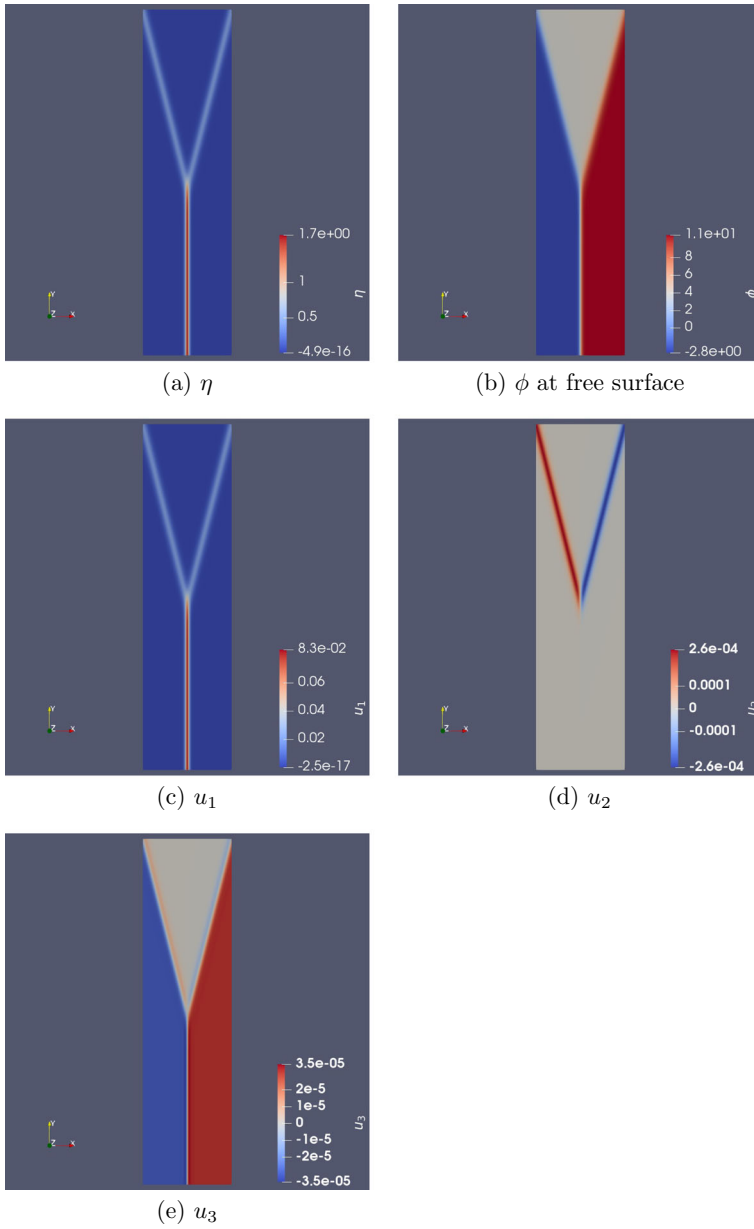 1.7e+00
1
0.5
-4.9e-16
η
Y
Z X
(a) η
1.1e+01
8
6
4
2
0
-2.8e+00
ϕ
Y
Z X
(b) ϕ at free surface
8.3e-02
0.06
0.04
0.02
-2.5e-17
u₁
Y
Z X
(c) u₁
2.6e-04
0.0001
0
-0.0001
-2.6e-04
Y
Z X
(d) u₂
3.5e-05
2e-5
1e-5
0
-1e-5
-2e-5
-3.5e-05
u₃
Y
Z X
(e) u₃